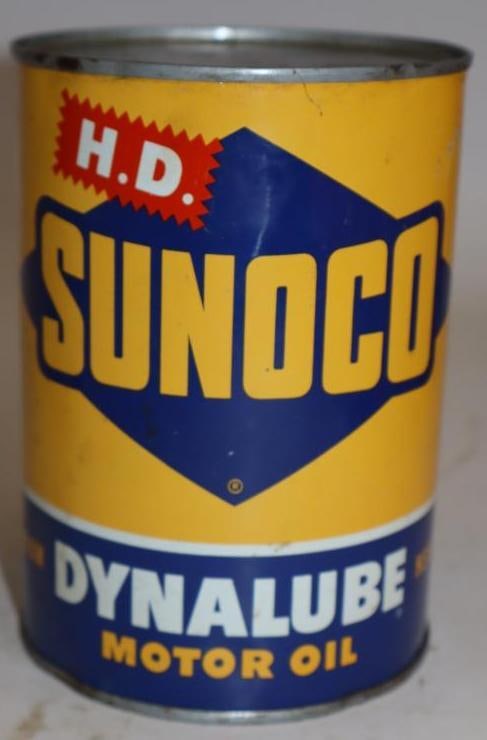 H.D.
SUNOCO
®
DYNALUBE
MOTOR OIL